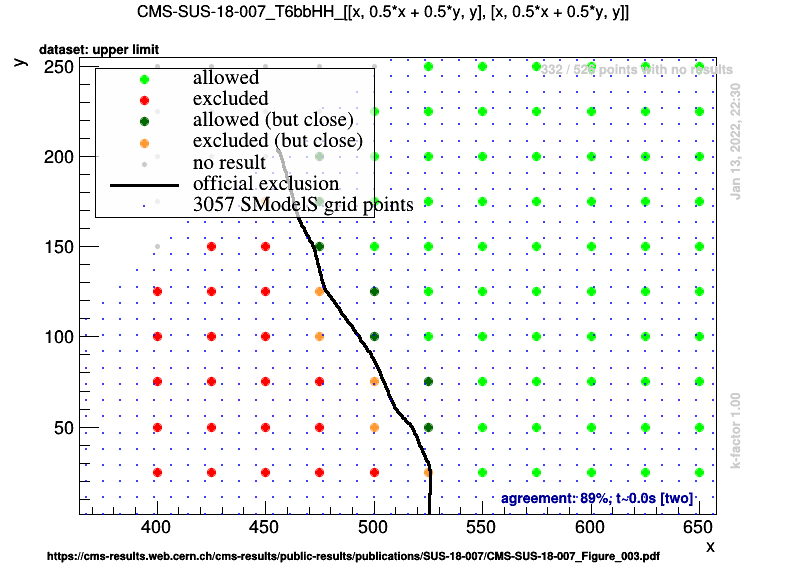 CMS-SUS-18-007_T6bbHH_[[x, 0.5*x + 0.5*y, y], [x, 0.5*x + 0.5*y, y]]
dataset: upper limit
y
250
200
150
100
50
allowed
excluded
allowed (but close)
excluded (but close)
no result
official exclusion
3057 SModelS grid points
points with no results
Jan 13, 2022, 22:30
k-factor 1.00
agreement: 89%; t~0.0s [two]
400
450
500
550
600
650
x
https://cms-results.web.cern.ch/cms-results/public-results/publications/SUS-18-007/CMS-SUS-18-007_Figure_003.pdf